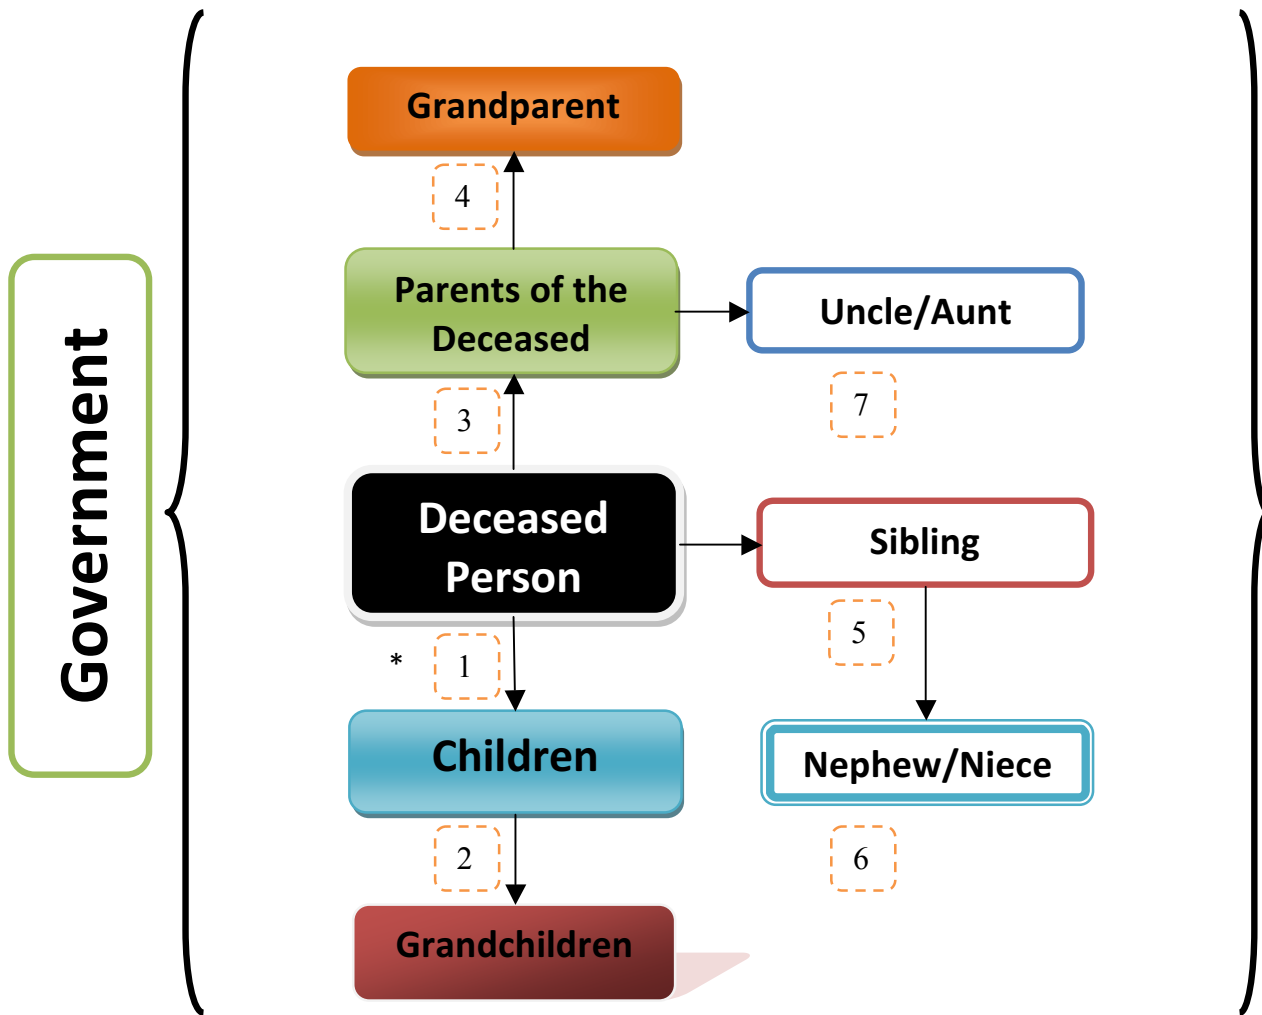 Government
Grandparent
4
Parents of the
Deceased
Uncle/Aunt
3
7
Deceased
Person
Sibling
* 1
5
Children
Nephew/Niece
2
6
Grandchildren